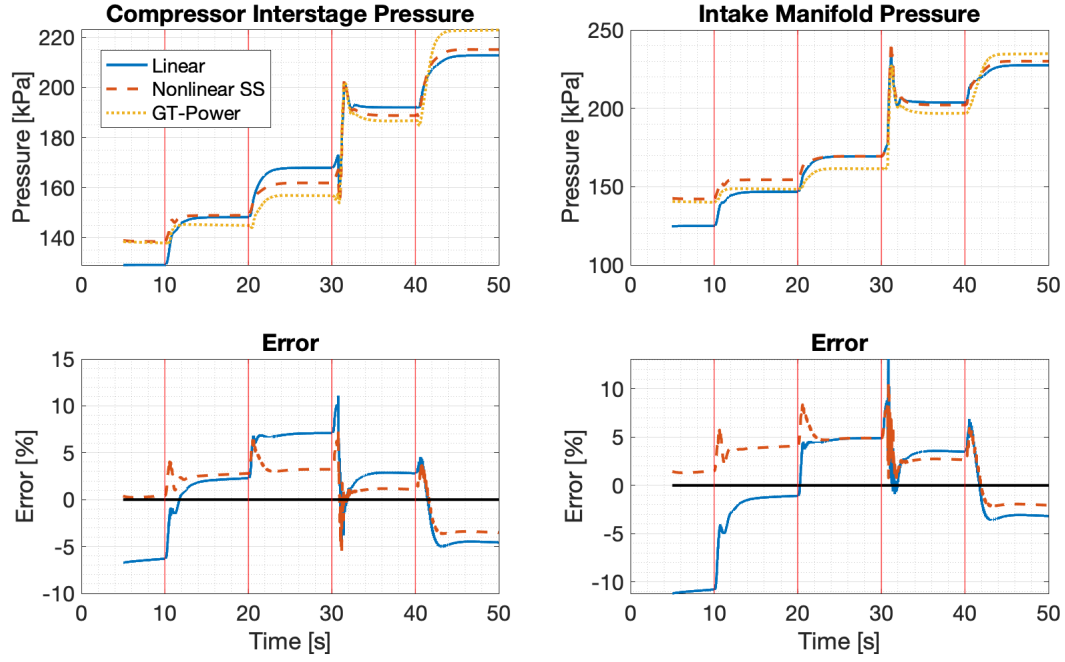 Compressor Interstage Pressure
Pressure [kPa]
220
200
180
160
140
Linear
Nonlinear SS
GT-Power
0 10 20 30 40 50
Intake Manifold Pressure
Pressure [kPa]
250
200
150
100
0 10 20 30 40 50
Error
Error [%]
15
10
5
0
-5
-10
0 10 20 30 40 50
Time [s]
Error
Error [%]
10
5
0
-5
-10
0 10 20 30 40 50
Time [s]